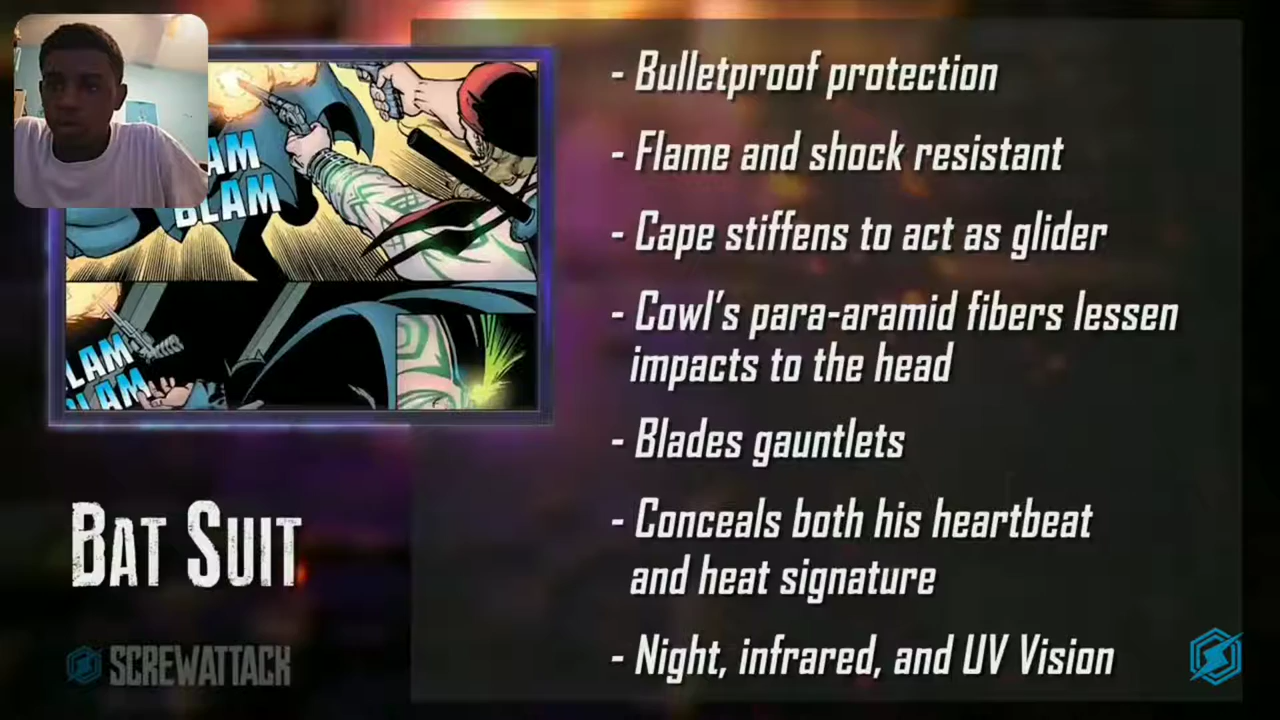 - Bulletproof protection
- Flame and shock resistant
- Cape stiffens to act as glider
- Cowl's para-aramid fibers lessen
impacts to the head
- Blades gauntlets
- Conceals both his heartbeat
and heat signature
- Night, infrared, and UV Vision
AM
BLAM
LAM
LAM
BAT SUIT
SCREWATTACK